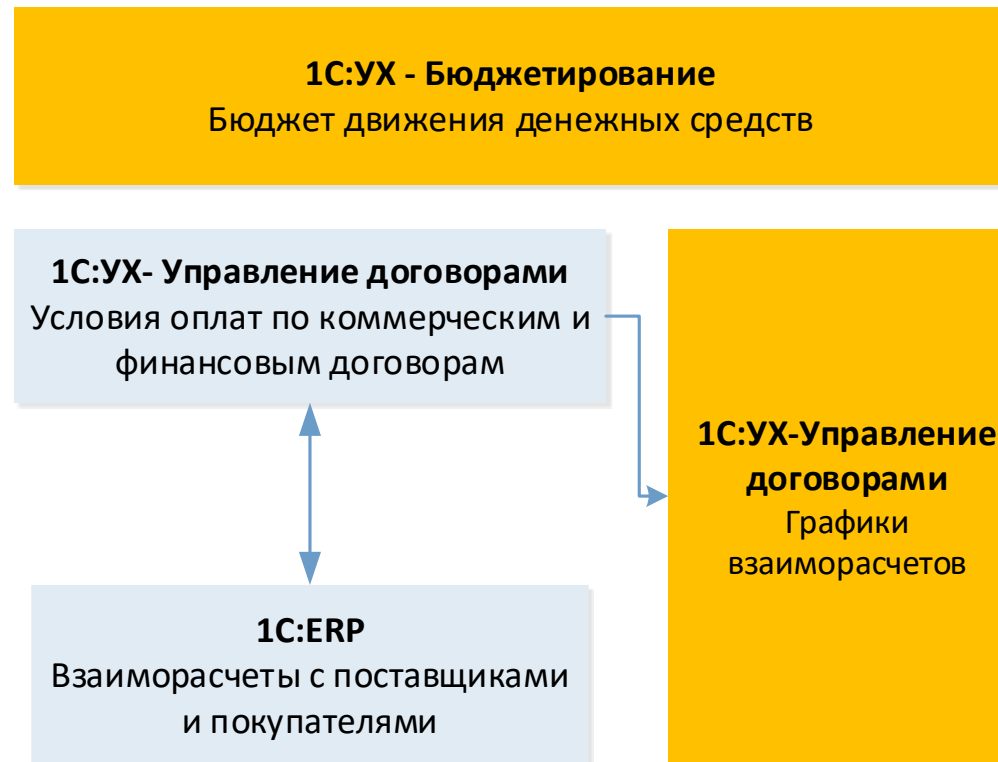 1С:УХ - Бюджетирование
Бюджет движения денежных средств
1С:УХ- Управление договорами
Условия оплат по коммерческим и
финансовым договорам
1С:УХ-Управление
договорами
Графики
взаиморасчетов
1С:ERP
Взаиморасчеты с поставщиками
и покупателями